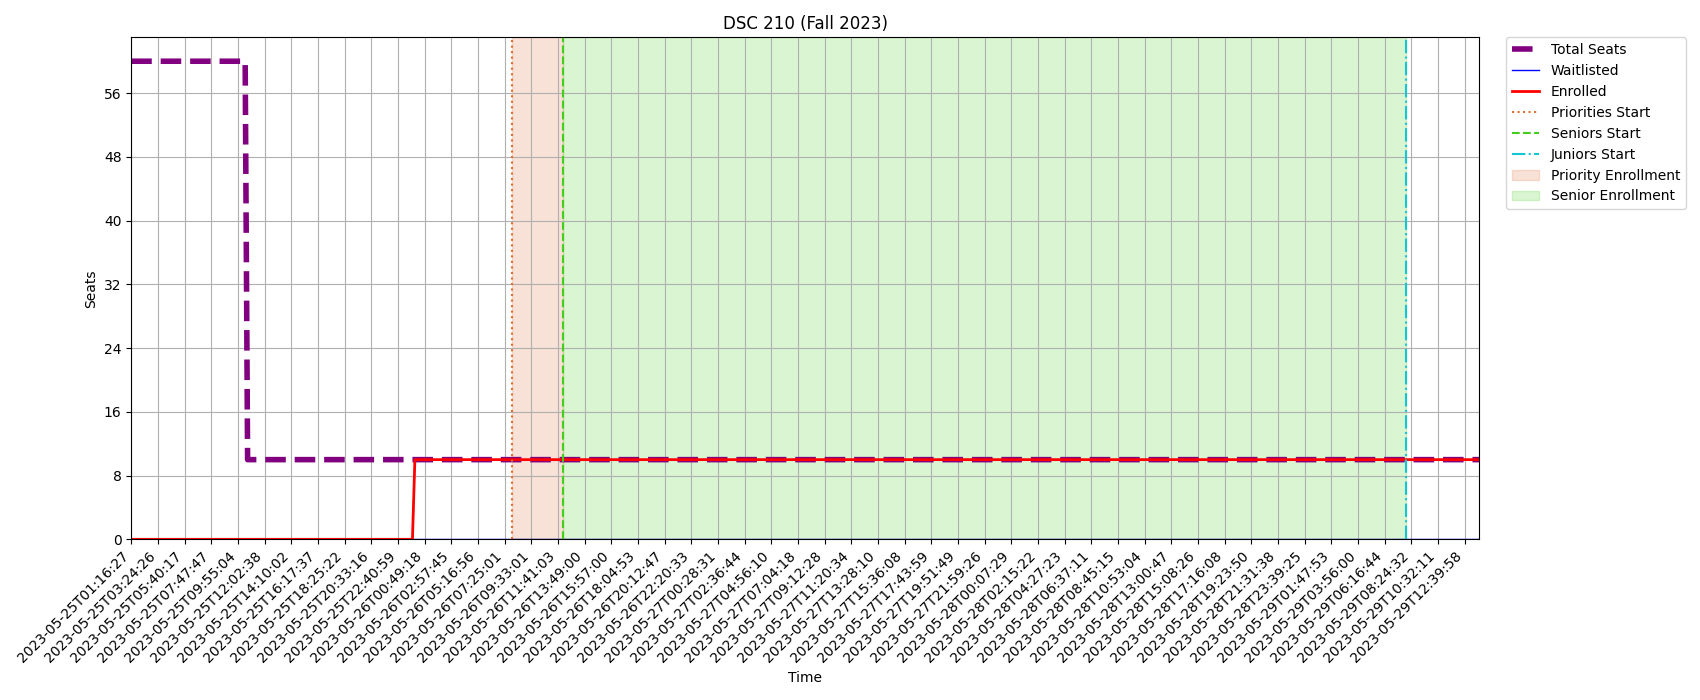 DSC 210 (Fall 2023)
Total Seats
Waitlisted
Enrolled
Priorities Start
Seniors Start
Juniors Start
Priority Enrollment
Senior Enrollment
Seats
56
48
40
32
24
16
8
0
2023-05-25T01:16:27
2023-05-25T03:24:26
2023-05-25T05:40:17
2023-05-25T07:47:47
2023-05-25T09:55:04
2023-05-25T12:02:38
2023-05-25T14:10:02
2023-05-25T16:17:37
2023-05-25T18:25:22
2023-05-25T20:33:16
2023-05-25T22:40:59
2023-05-26T00:49:18
2023-05-26T02:57:45
2023-05-26T05:16:56
2023-05-26T07:25:01
2023-05-26T09:33:01
2023-05-26T11:41:03
2023-05-26T13:49:00
2023-05-26T15:57:00
2023-05-26T18:04:53
2023-05-26T20:12:47
2023-05-26T22:20:33
2023-05-27T00:28:31
2023-05-27T02:36:44
2023-05-27T04:56:10
2023-05-27T07:04:18
2023-05-27T09:12:28
2023-05-27T11:20:34
2023-05-27T13:28:10
2023-05-27T15:36:08
2023-05-27T17:43:59
2023-05-27T19:51:49
2023-05-27T21:59:26
2023-05-28T00:07:29
2023-05-28T02:15:22
2023-05-28T04:27:23
2023-05-28T06:37:11
2023-05-28T08:45:15
2023-05-28T10:53:04
2023-05-28T13:00:47
2023-05-28T15:08:26
2023-05-28T17:16:08
2023-05-28T19:23:50
2023-05-28T21:31:38
2023-05-28T23:39:25
2023-05-29T01:47:53
2023-05-29T03:56:00
2023-05-29T06:16:44
2023-05-29T08:24:32
2023-05-29T10:32:11
2023-05-29T12:39:58
Time